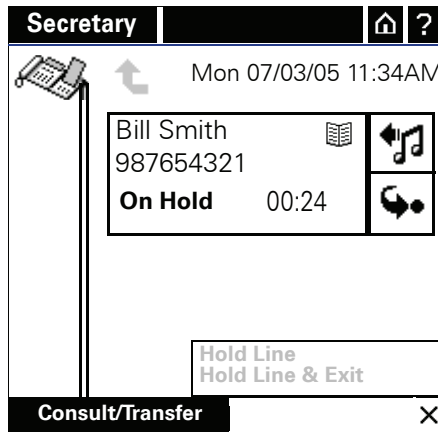 Secretary ?
Mon 07/03/05 11:34AM
Bill Smith
987654321
On Hold 00:24
Hold Line
Hold Line & Exit
Consult/Transfer